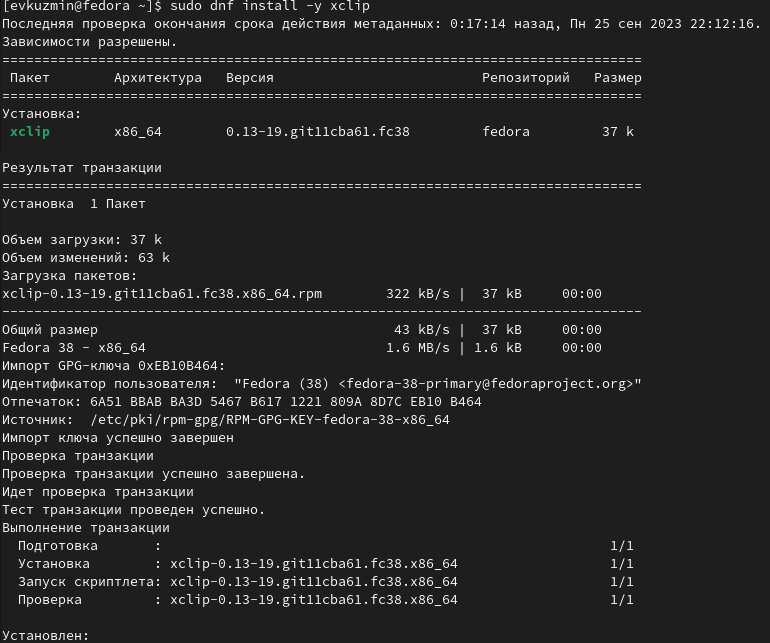 [evkuzmin@fedora ~]$ sudo dnf install -y xclip
Последняя проверка окончания срока действия метаданных: 0:17:14 назад, Пн 25 сен 2023 22:12:16.
Зависимости разрешены.
================================================================================
Пакет Архитектура Версия Репозиторий Размер
================================================================================
Установка:
xclip x86_64 0.13-19.git11cba61.fc38 fedora 37 k
Результат транзакции
================================================================================
Установка 1 Пакет
Объем загрузки: 37 k
Объем изменений: 63 k
Загрузка пакетов:
xclip-0.13-19.git11cba61.fc38.x86_64.rpm 322 kB/s | 37 kB 00:00
--------------------------------------------------------------------------------
Общий размер 43 kB/s | 37 kB 00:00
Fedora 38 - x86_64 1.6 MB/s | 1.6 kB 00:00
Импорт GPG-ключа 0xEB10B464:
Идентификатор пользователя: "Fedora (38) <fedora-38-primary@fedoraproject.org>"
Отпечаток: 6A51 BBAB BA3D 5467 B617 1221 809A 8D7C EB10 B464
Источник: /etc/pki/rpm-gpg/RPM-GPG-KEY-fedora-38-x86_64
Импорт ключа успешно завершен
Проверка транзакции
Проверка транзакции успешно завершена.
Идет проверка транзакции
Тест транзакции проведен успешно.
Выполнение транзакции
Подготовка : 1/1
Установка : xclip-0.13-19.git11cba61.fc38.x86_64 1/1
Запуск скриптлета: xclip-0.13-19.git11cba61.fc38.x86_64 1/1
Проверка : xclip-0.13-19.git11cba61.fc38.x86_64 1/1
Установлен: